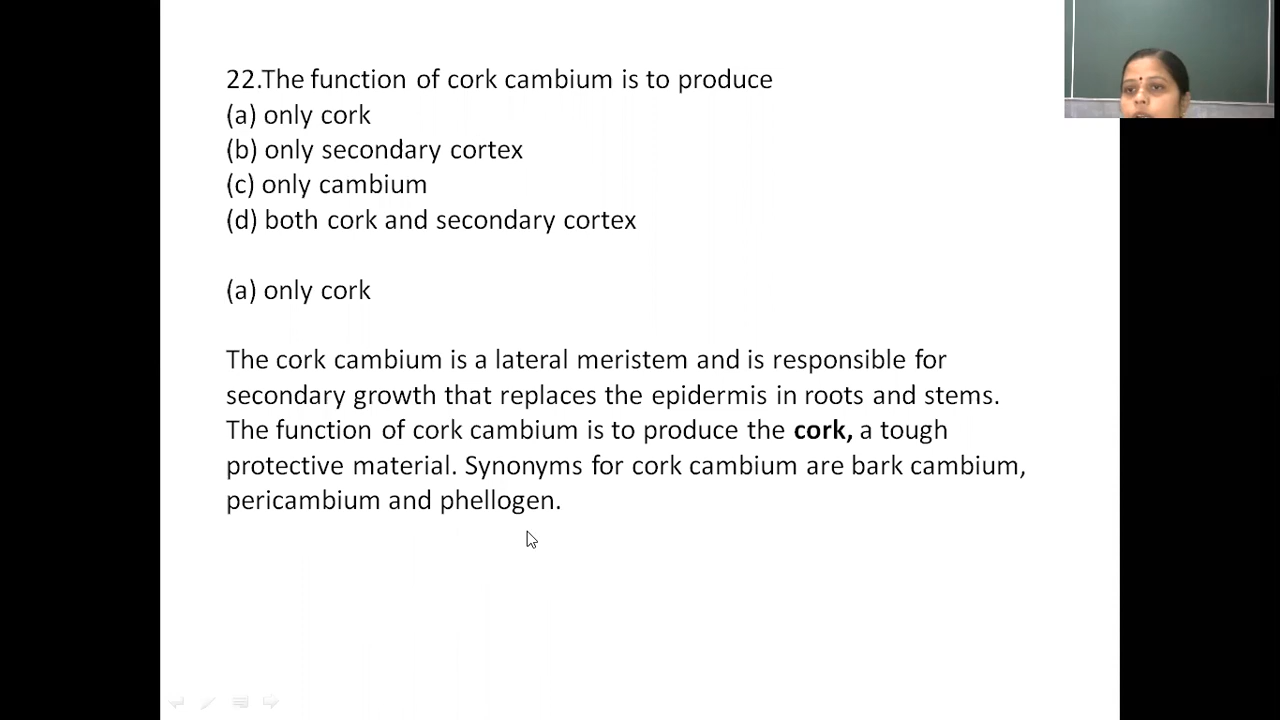 22.The function of cork cambium is to produce
(a) only cork
(b) only secondary cortex
(c) only cambium
(d) both cork and secondary cortex
(a) only cork
The cork cambium is a lateral meristem and is responsible for
secondary growth that replaces the epidermis in roots and stems.
The function of cork cambium is to produce the cork, a tough
protective material. Synonyms for cork cambium are bark cambium,
pericambium and phellogen.